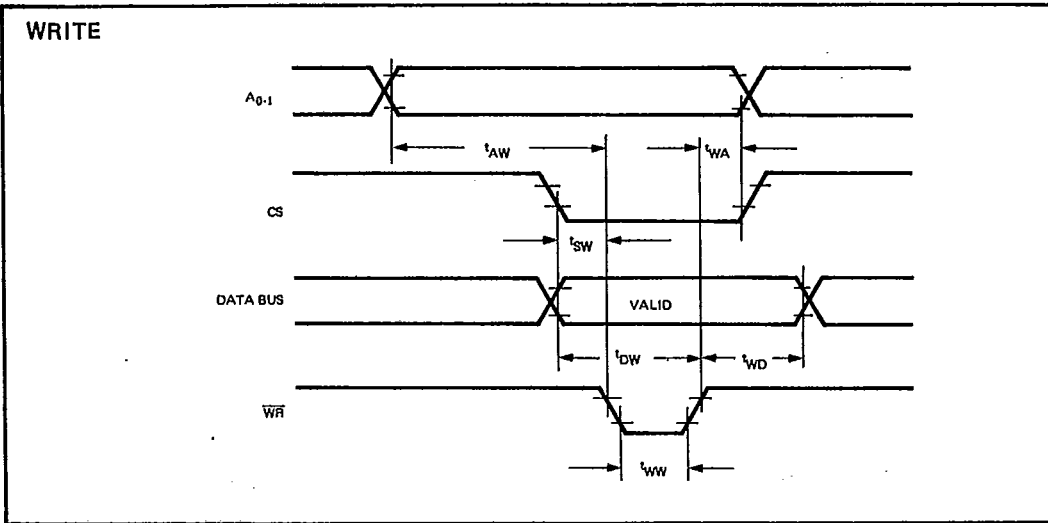 WRITE
A0-1
tAW
tWA
CS
tSW
DATA BUS
VALID
tDW
tWD
WR
tWW